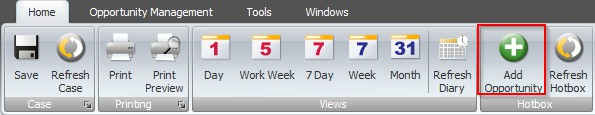 Home Opportunity Management Tools Windows
1 5 7 7 31
Save Refresh Case Print Print Preview Day Work Week 7 Day Week Month Refresh Diary Add Opportunity Refresh Hotbox
Case Printing Views Hotbox